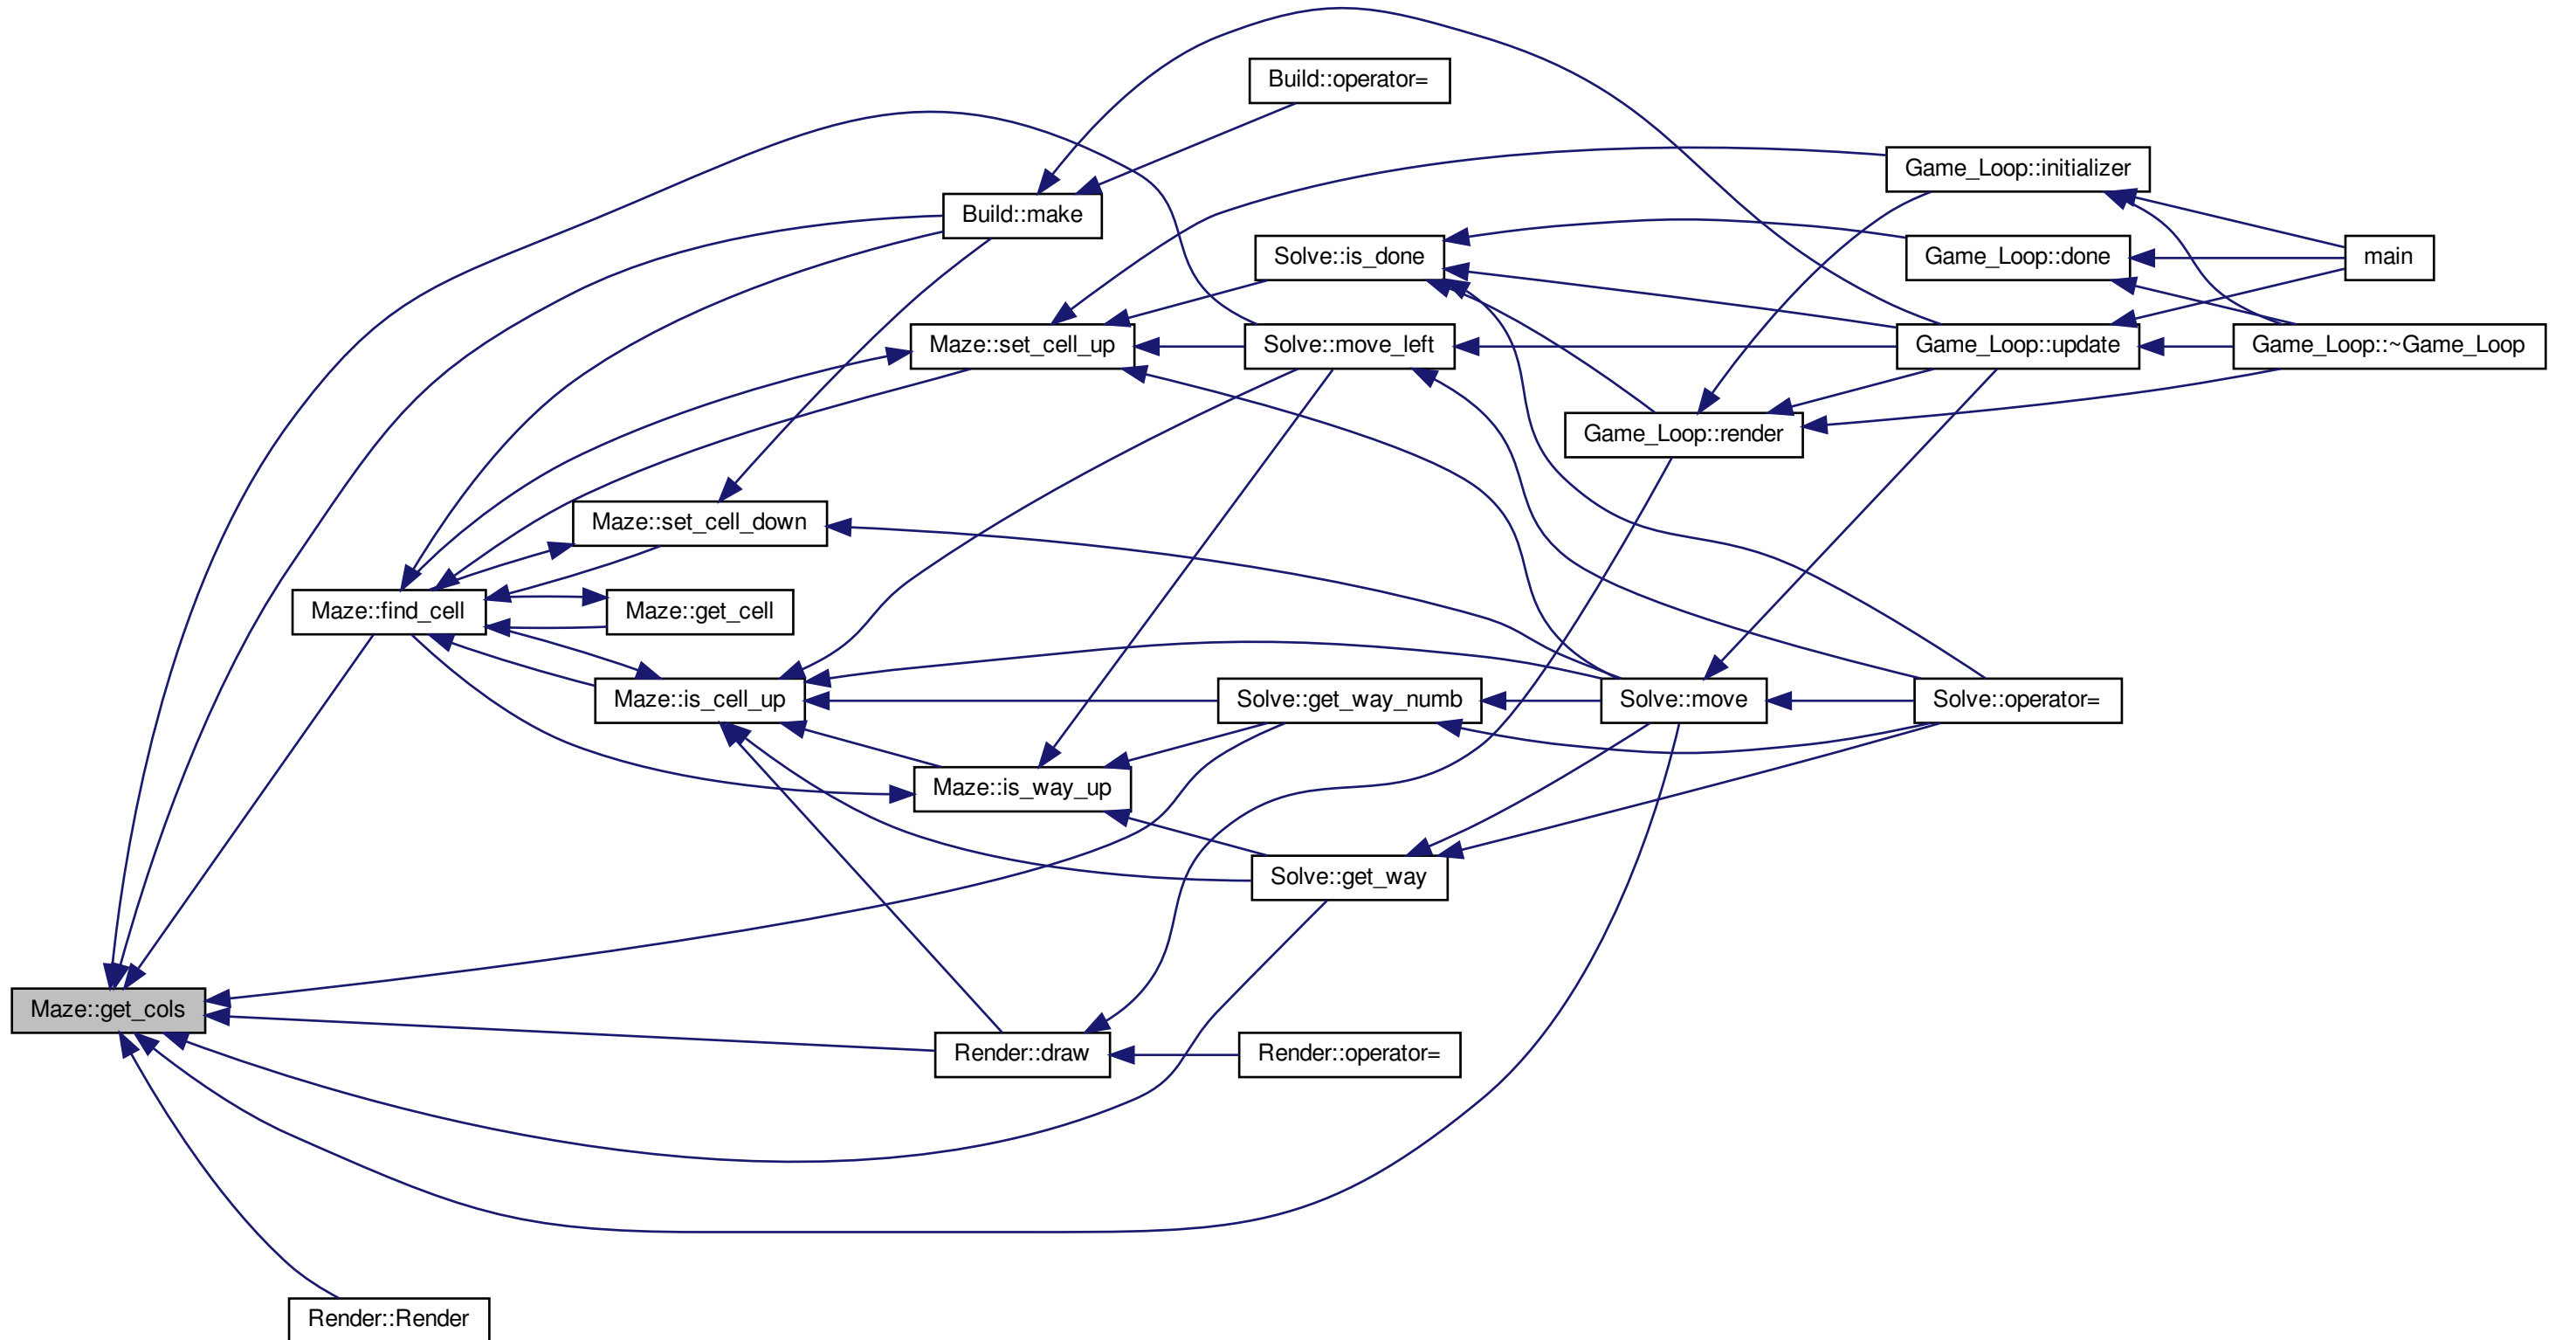 Build::operator=
Game_Loop::initializer
Build::make
Solve::is_done
Game_Loop::done
main
Maze::set_cell_up
Solve::move_left
Game_Loop::update
Game_Loop::~Game_Loop
Game_Loop::render
Maze::set_cell_down
Maze::find_cell
Maze::get_cell
Maze::is_cell_up
Solve::get_way_numb
Solve::move
Solve::operator=
Maze::is_way_up
Solve::get_way
Maze::get_cols
Render::draw
Render::operator=
Render::Render